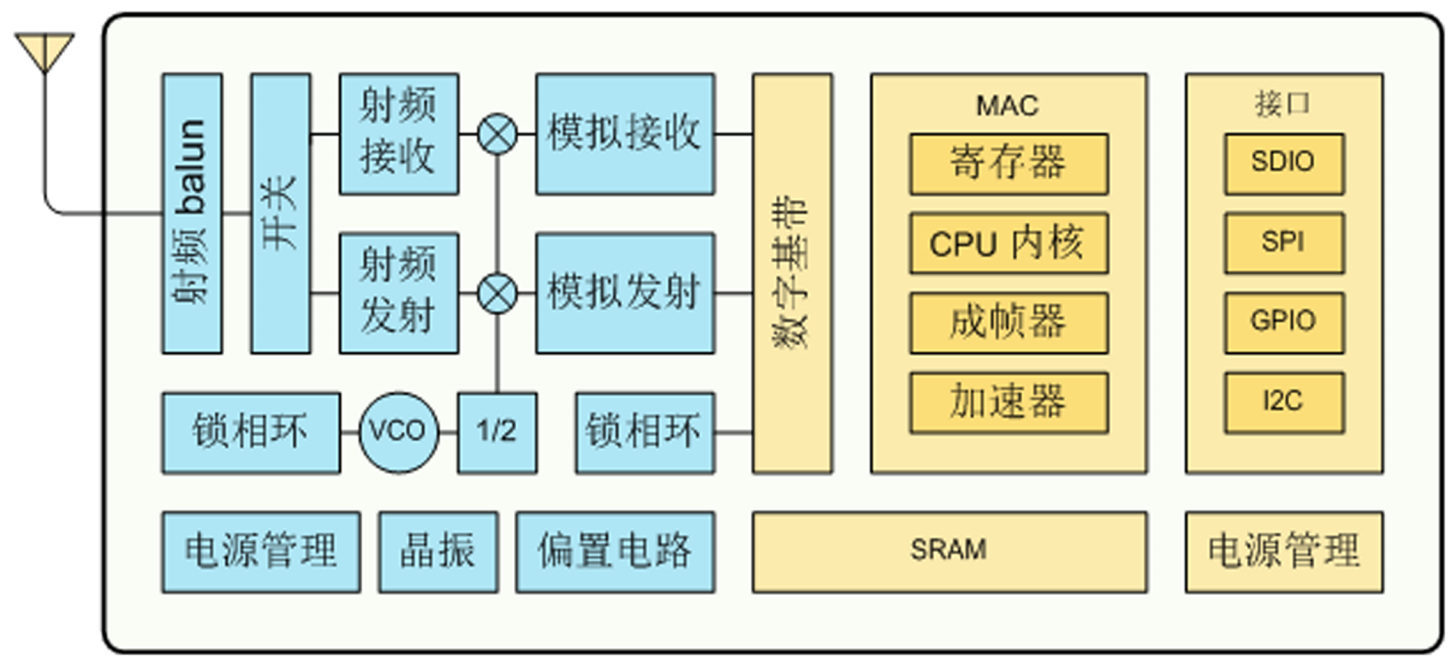 射频 balun
开关
射频
接收
模拟接收
射频
发射
模拟发射
锁相环
VCO
1/2
锁相环
数字基带
MAC
寄存器
CPU 内核
成帧器
加速器
接口
SDIO
SPI
GPIO
I2C
电源管理
晶振
偏置电路
SRAM
电源管理